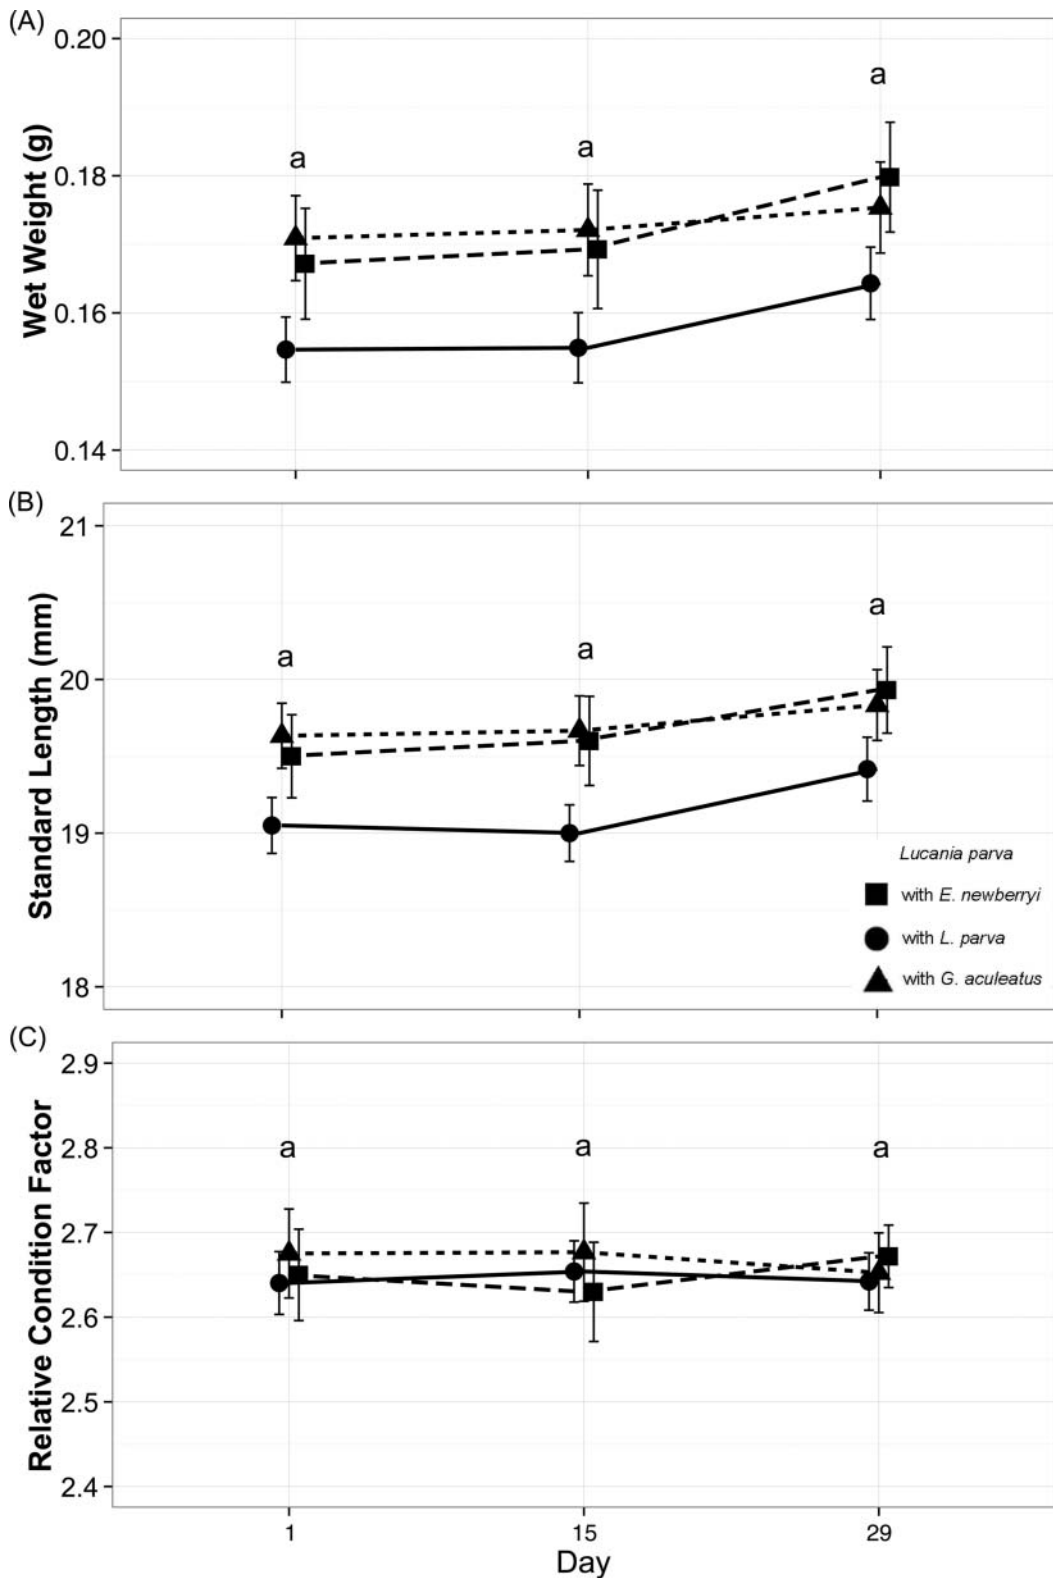 (A)
0.20
0.18
0.16
0.14
Wet Weight (g)
a
a
a
(B)
21
20
19
18
Standard Length (mm)
a
a
a
Lucania parva
with E. newberryi
with L. parva
with G. aculeatus
(C)
2.9
2.8
2.7
2.6
2.5
2.4
Relative Condition Factor
a
a
a
1
15
29
Day